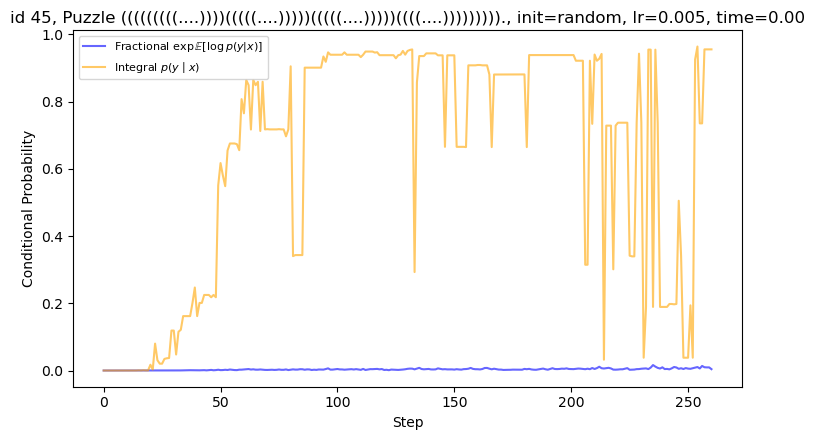 id 45, Puzzle (((((((((....))))(((((....)))))(((((....)))))((((....)))))))))., init=random, lr=0.005, time=0.00
Fractional exp𝔼[log p(y|x)]
Integral p(y | x)
Conditional Probability
1.0
0.8
0.6
0.4
0.2
0.0
0
50
100
150
200
250
Step